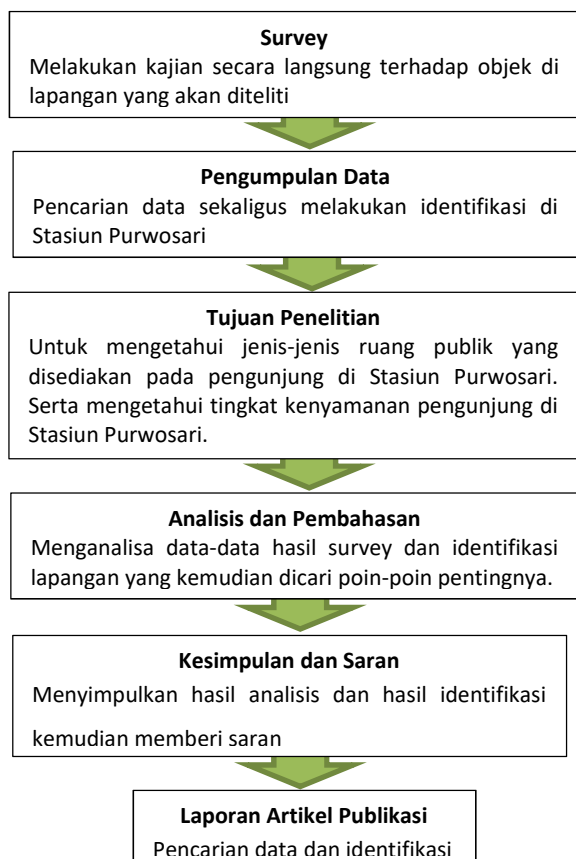 Survey
Melakukan kajian secara langsung terhadap objek di
lapangan yang akan diteliti
Pengumpulan Data
Pencarian data sekaligus melakukan identifikasi di
Stasiun Purwosari
Tujuan Penelitian
Untuk mengetahui jenis-jenis ruang publik yang
disediakan pada pengunjung di Stasiun Purwosari.
Serta mengetahui tingkat kenyamanan pengunjung di
Stasiun Purwosari.
Analisis dan Pembahasan
Menganalisa data-data hasil survey dan identifikasi
lapangan yang kemudian dicari poin-poin pentingnya.
Kesimpulan dan Saran
Menyimpulkan hasil analisis dan hasil identifikasi
kemudian memberi saran
Laporan Artikel Publikasi
Pencarian data dan identifikasi